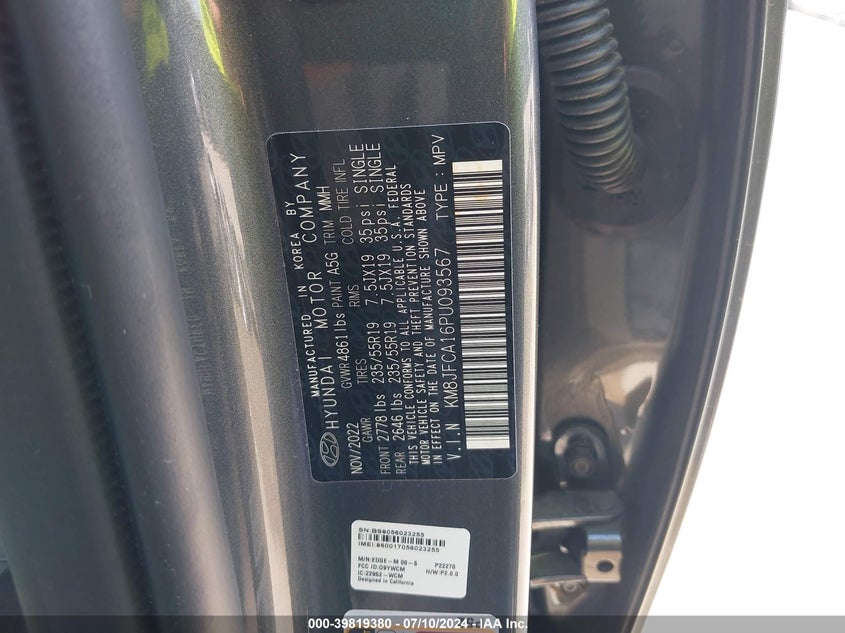 MANUFACTURED IN KOREA BY
HYUNDAI MOTOR COMPANY
NOV/2022 GVWR 4861lbs PAINT A5G TRIM MMH
GAWR TIRES RIMS COLD TIRE INFL
FRONT 2778 lbs 235/55R19 7.5JX19 35psi SINGLE
REAR 2646 lbs 235/55R19 7.5JX19 35psi SINGLE
THIS VEHICLE CONFORMS TO ALL APPLICABLE U.S.A. FEDERAL
MOTOR VEHICLE SAFETY AND THEFT PREVENTION STANDARDS
IN EFFECT ON THE DATE OF MANUFACTURE SHOWN ABOVE
V.I.N KM8JFCA16PU093567 TYPE : MPV
SN:BS8056023255
IMEI:860017056023255
M/N:EDGE-M 00-S P22270
FCC ID:O9YWCM H/W:P2.0.0
IC:22982-WCM
Designed in California
000-39819380 - 07/10/2024 - IAA Inc.